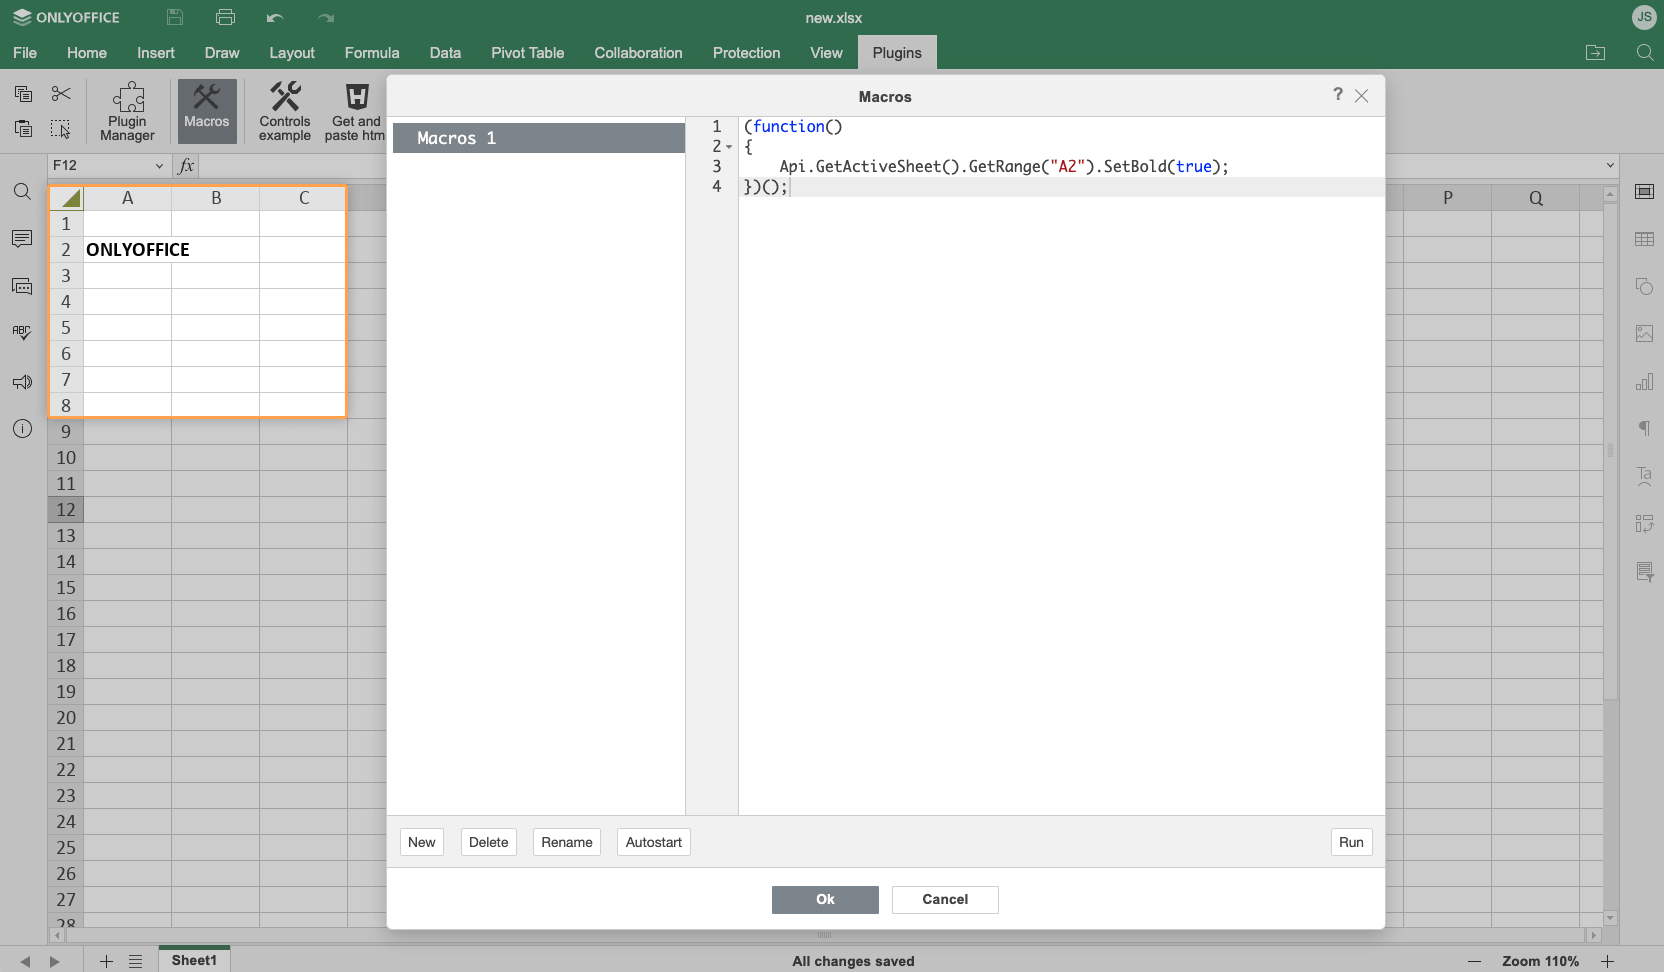 ONLYOFFICE
new.xlsx
JS
File Home Insert Draw Layout Formula Data Pivot Table Collaboration Protection View Plugins
Plugin Manager
Macros
Controls example
Get and paste htm
Macros
?
F12
fx
Macros 1
1 (function()
2 {
3     Api.GetActiveSheet().GetRange("A2").SetBold(true);
4 })();
A B C P Q
1
2 ONLYOFFICE
3
4
5
6
7
8
9
10
11
12
13
14
15
16
17
18
19
20
21
22
23
24
25
26
27
28
ABC
Ta
New Delete Rename Autostart Run
Ok Cancel
Sheet1
All changes saved
Zoom 110%